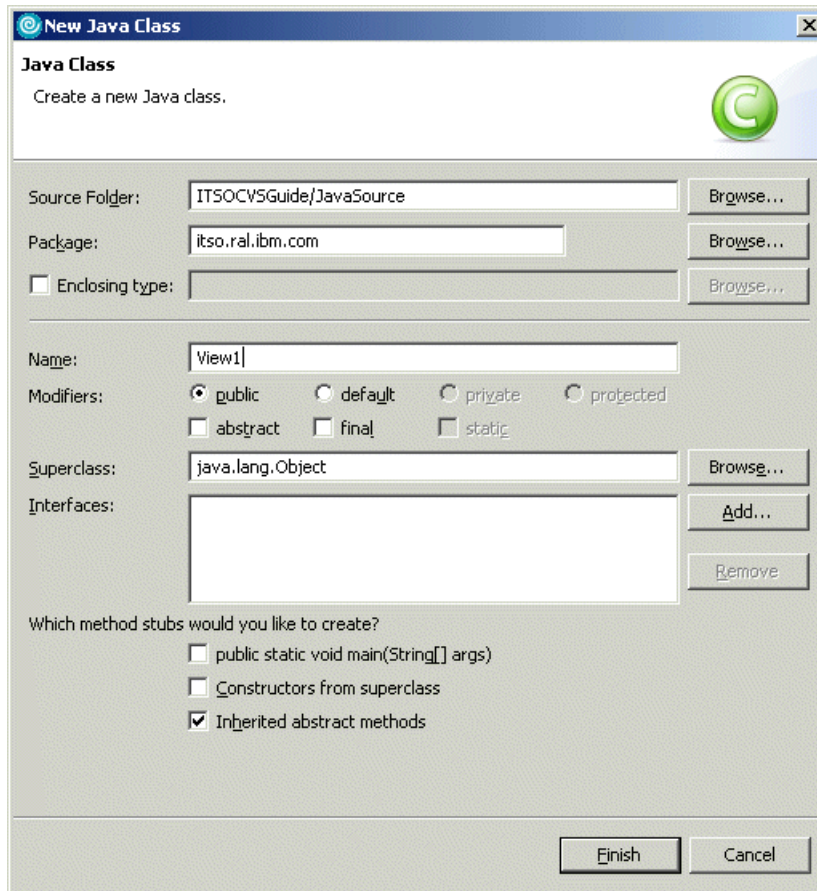 New Java Class
Java Class
Create a new Java class.
C
Source Folder: ITSOCVSGuide/JavaSource Browse...
Package: itso.ral.ibm.com Browse...
Enclosing type: Browse...
Name: View1
Modifiers: public default private protected
abstract final static
Superclass: java.lang.Object Browse...
Interfaces: Add...
Remove
Which method stubs would you like to create?
public static void main(String[] args)
Constructors from superclass
Inherited abstract methods
Finish Cancel